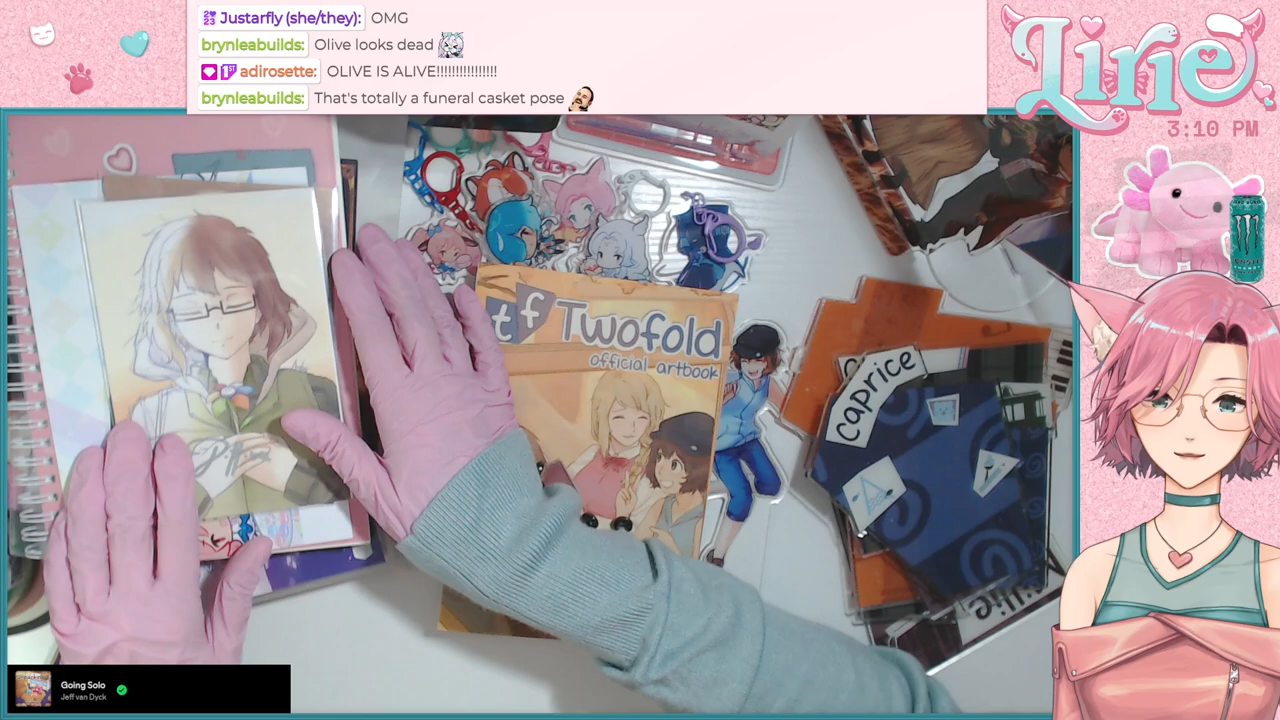 Justarfly (she/they): OMG
brynleabuilds: Olive looks dead
adirosette: OLIVE IS ALIVE!!!!!!!!!!!!!!!!
brynleabuilds: That's totally a funeral casket pose
Lirie
3:10 PM
tf Twofold
official artbook
caprice
Going Solo
Jeff van Dyck